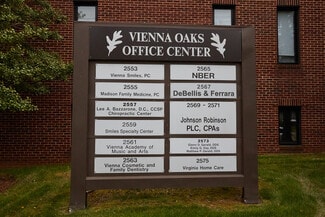 VIENNA OAKS
OFFICE CENTER
2553
Vienna Smiles, PC
2555
Madison Family Medicine, PC
2557
Leo A. Bozzacone, D.C., CCSP
Chiropractic Center
2559
Smiles Specialty Center
2561
Vienna Academy of
Music and Arts
2563
Vienna Cosmetic and
Family Dentistry
2565
NBER
2567
DeBellis & Ferrara
2569 - 2571
Johnson Robinson
PLC, CPAs
2573
2575
Virginia Home Care